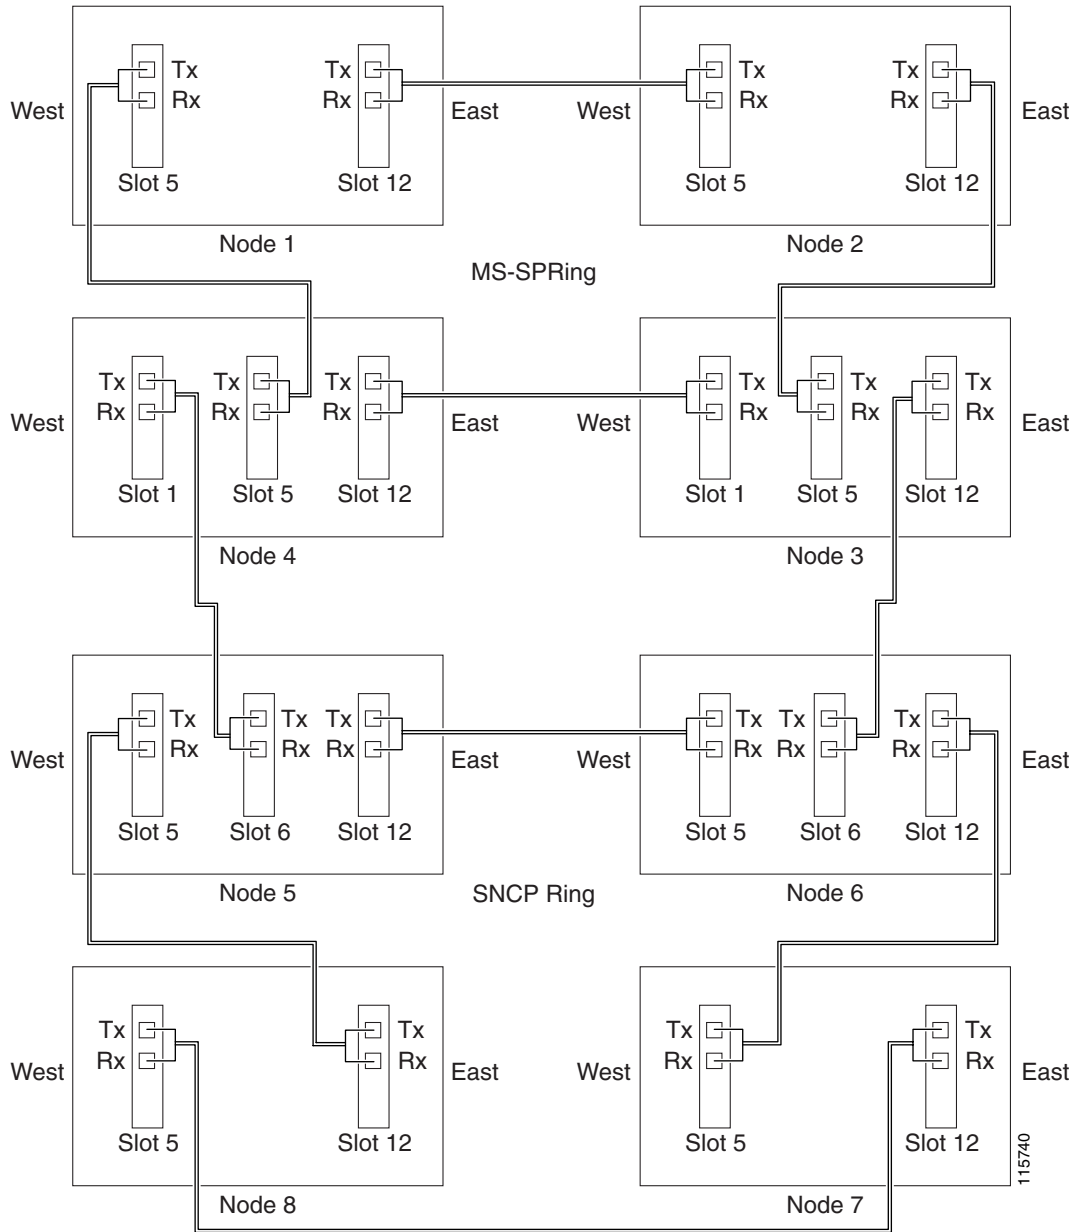 Tx Tx Tx Tx
Rx Rx Rx Rx
West East West East
Slot 5 Slot 12 Slot 5 Slot 12
Node 1 Node 2
MS-SPRing
Tx Tx Tx Tx Tx Tx
Rx Rx Rx Rx Rx Rx
West East West East
Slot 1 Slot 5 Slot 12 Slot 1 Slot 5 Slot 12
Node 4 Node 3
Tx Tx Tx Tx Tx Tx
Rx Rx Rx Rx Rx Rx
West East West East
Slot 5 Slot 6 Slot 12 Slot 5 Slot 6 Slot 12
Node 5 SNCP Ring Node 6
Tx Tx Tx Tx
Rx Rx Rx Rx
West East West East
Slot 5 Slot 12 Slot 5 Slot 12
115740
Node 8 Node 7